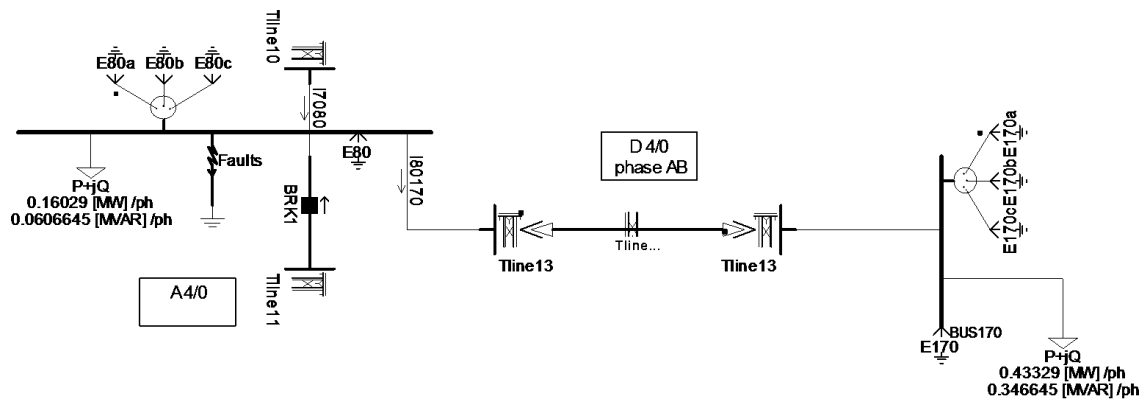 Tline10
E80a E80b E80c
I7080
E80
Faults
I80170
P+jQ
0.16029 [MW] /ph
0.0606645 [MVAR] /ph
BRK1
A 4/0
Tline11
D 4/0
phase AB
Tline13
Tline...
Tline13
E170a
E170b
E170c
BUS170
E170
P+jQ
0.43329 [MW] /ph
0.346645 [MVAR] /ph